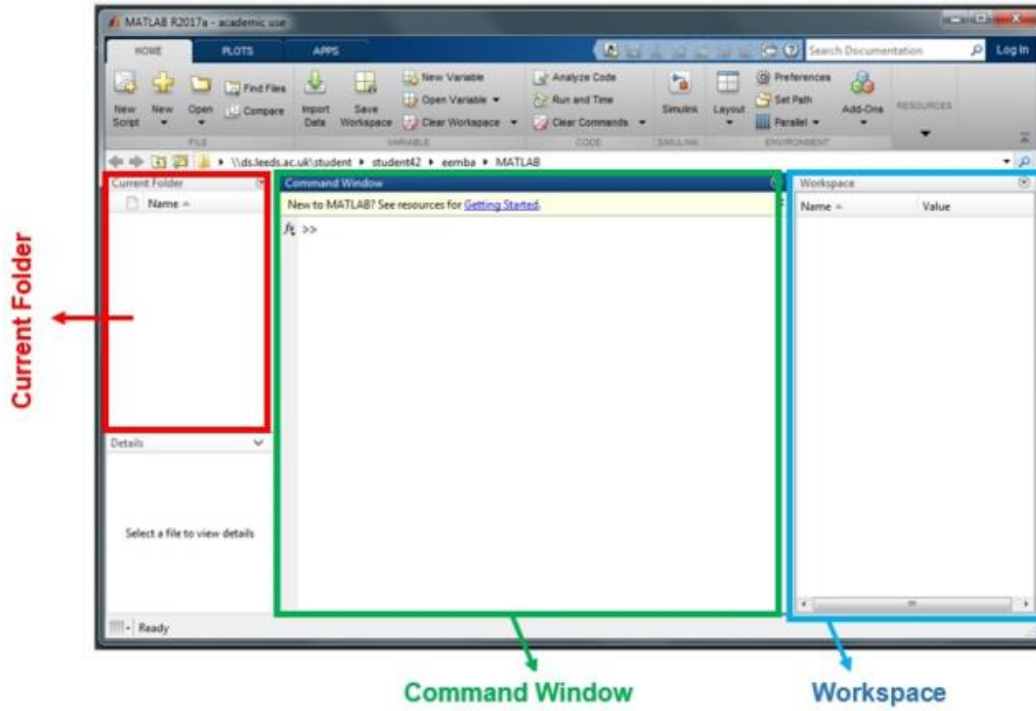 MATLAB R2017a - academic use
HOME PLOTS APPS Search Documentation Log In
New Script New Open Find Files Compare Import Data Save Workspace New Variable Open Variable Clear Workspace Analyze Code Run and Time Clear Commands Simulink Layout Preferences Set Path Parallel Add-Ons RESOURCES
FILE VARIABLE CODE SIMULINK ENVIRONMENT
\\ds.leeds.ac.uk\student student42 eemba MATLAB
Current Folder
Name
Command Window
New to MATLAB? See resources for Getting Started.
fx >>
Workspace
Name Value
Current Folder
Details
Select a file to view details
Ready
Command Window
Workspace